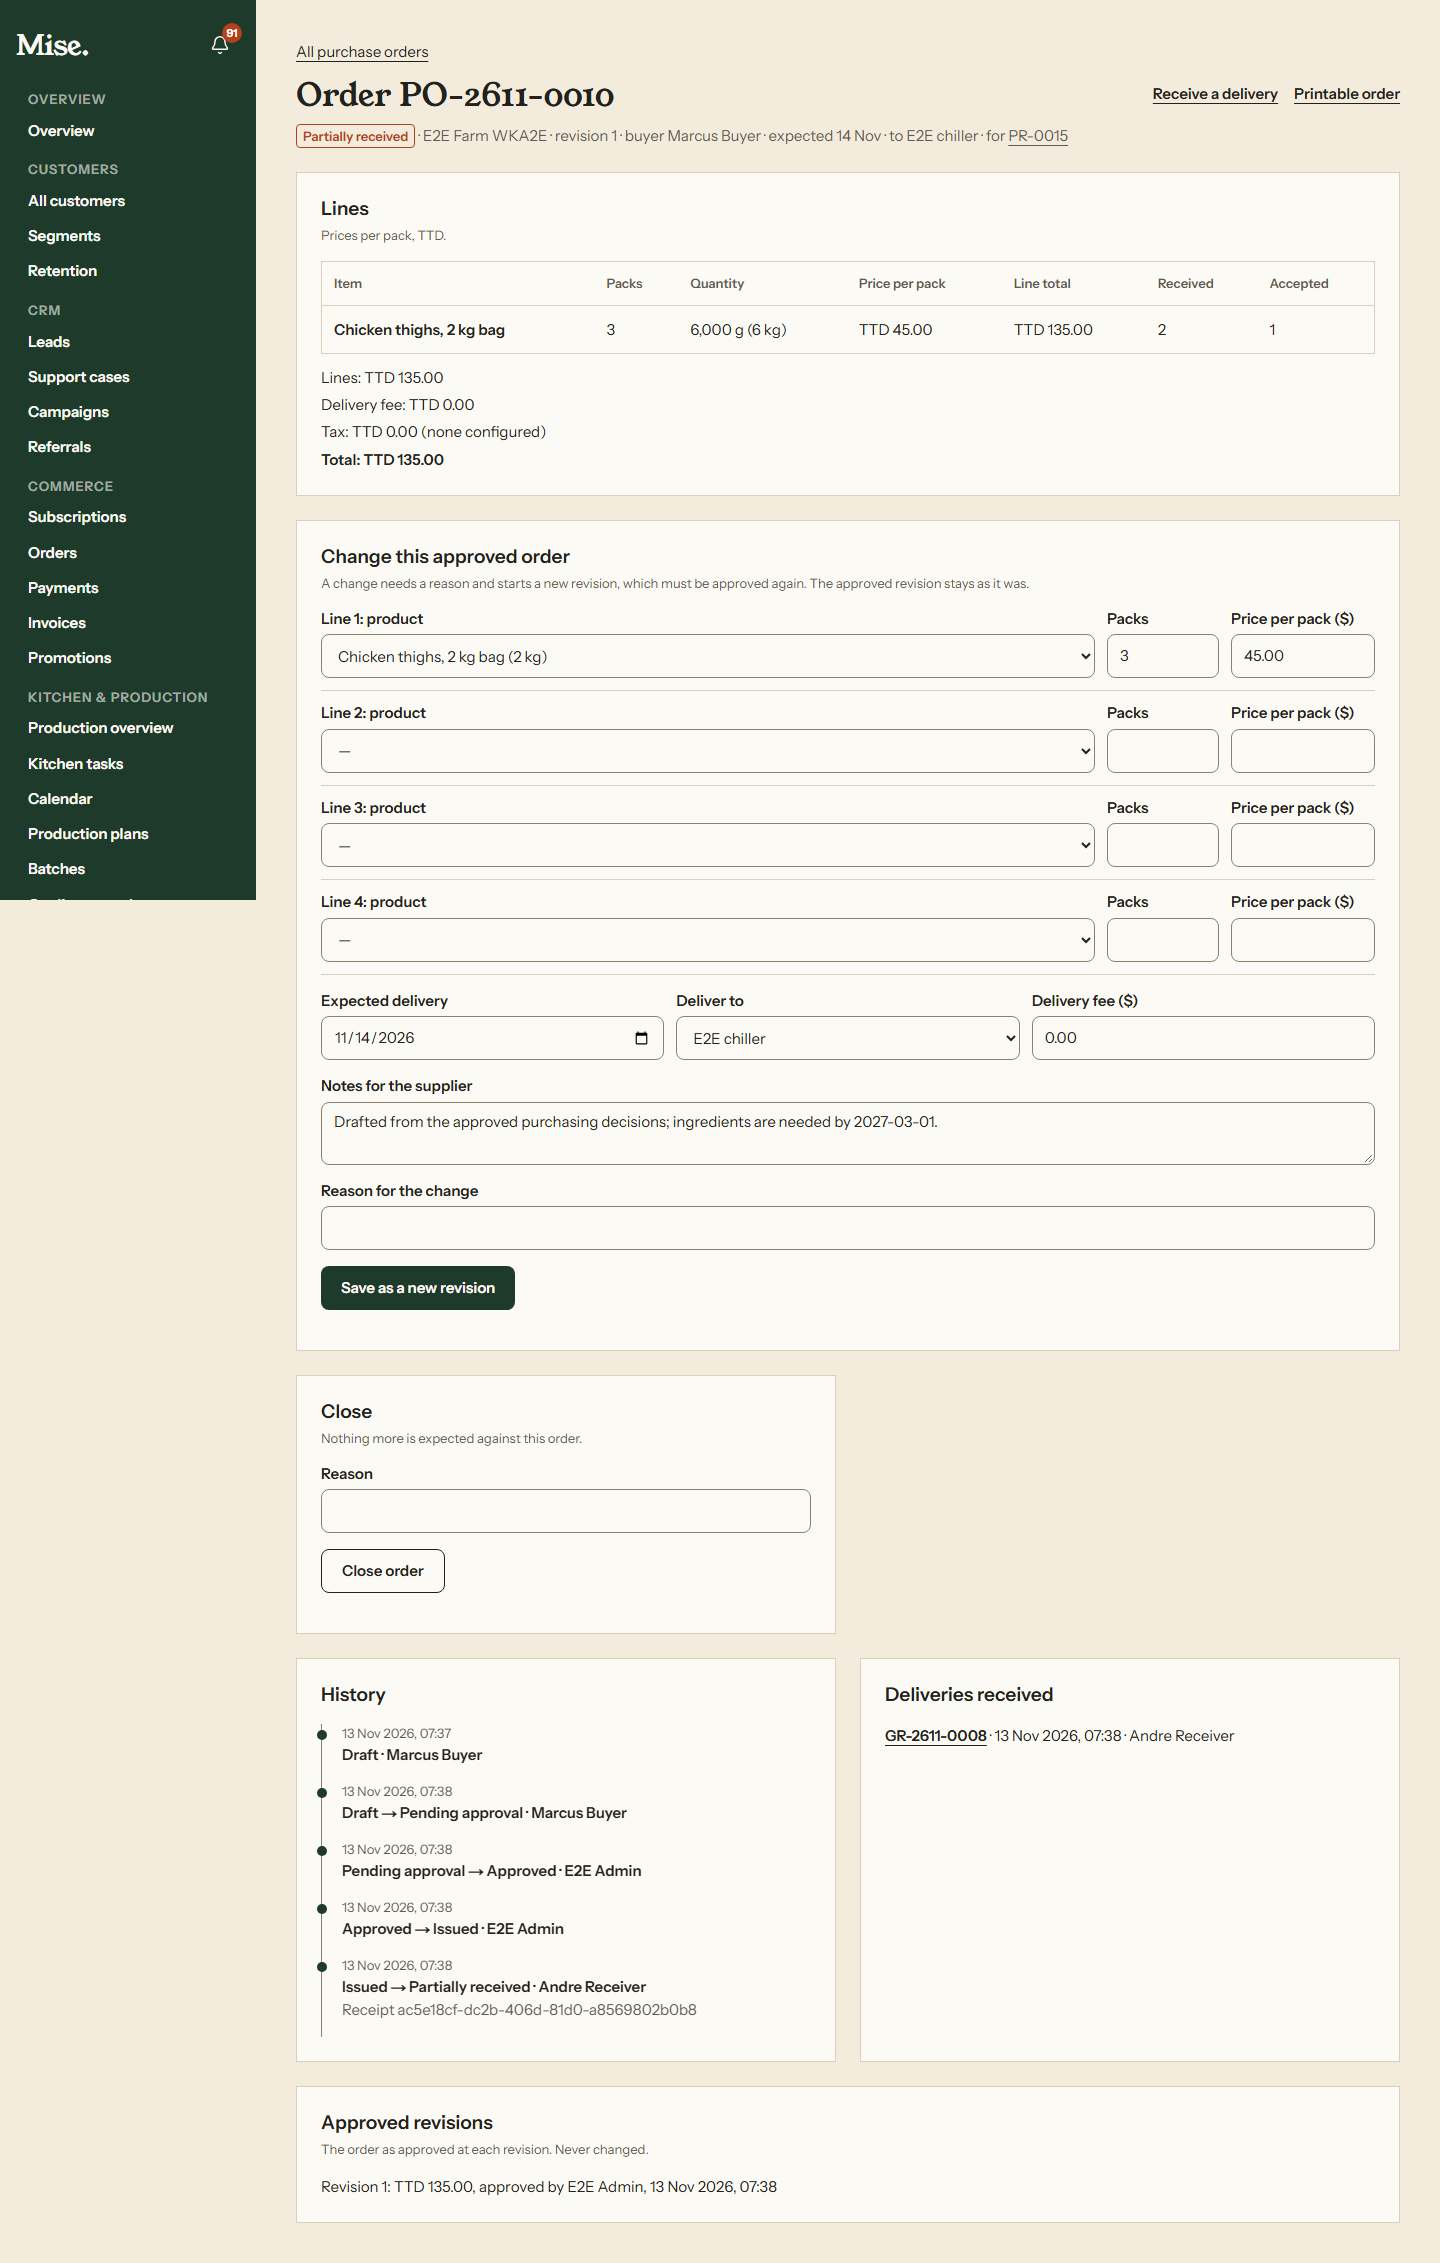 Mise.
91
OVERVIEW
Overview
CUSTOMERS
All customers
Segments
Retention
CRM
Leads
Support cases
Campaigns
Referrals
COMMERCE
Subscriptions
Orders
Payments
Invoices
Promotions
KITCHEN & PRODUCTION
Production overview
Kitchen tasks
Calendar
Production plans
Batches
All purchase orders
Order PO-2611-0010
Receive a delivery Printable order
Partially received · E2E Farm WKA2E · revision 1 · buyer Marcus Buyer · expected 14 Nov · to E2E chiller · for PR-0015
Lines
Prices per pack, TTD.
Item Packs Quantity Price per pack Line total Received Accepted
Chicken thighs, 2 kg bag 3 6,000 g (6 kg) TTD 45.00 TTD 135.00 2 1
Lines: TTD 135.00
Delivery fee: TTD 0.00
Tax: TTD 0.00 (none configured)
Total: TTD 135.00
Change this approved order
A change needs a reason and starts a new revision, which must be approved again. The approved revision stays as it was.
Line 1: product Packs Price per pack ($)
Chicken thighs, 2 kg bag (2 kg) 3 45.00
Line 2: product Packs Price per pack ($)
—
Line 3: product Packs Price per pack ($)
—
Line 4: product Packs Price per pack ($)
—
Expected delivery Deliver to Delivery fee ($)
11/14/2026 E2E chiller 0.00
Notes for the supplier
Drafted from the approved purchasing decisions; ingredients are needed by 2027-03-01.
Reason for the change
Save as a new revision
Close
Nothing more is expected against this order.
Reason
Close order
History
13 Nov 2026, 07:37
Draft · Marcus Buyer
13 Nov 2026, 07:38
Draft → Pending approval · Marcus Buyer
13 Nov 2026, 07:38
Pending approval → Approved · E2E Admin
13 Nov 2026, 07:38
Approved → Issued · E2E Admin
13 Nov 2026, 07:38
Issued → Partially received · Andre Receiver
Receipt ac5e18cf-dc2b-406d-81d0-a8569802b0b8
Deliveries received
GR-2611-0008 · 13 Nov 2026, 07:38 · Andre Receiver
Approved revisions
The order as approved at each revision. Never changed.
Revision 1: TTD 135.00, approved by E2E Admin, 13 Nov 2026, 07:38